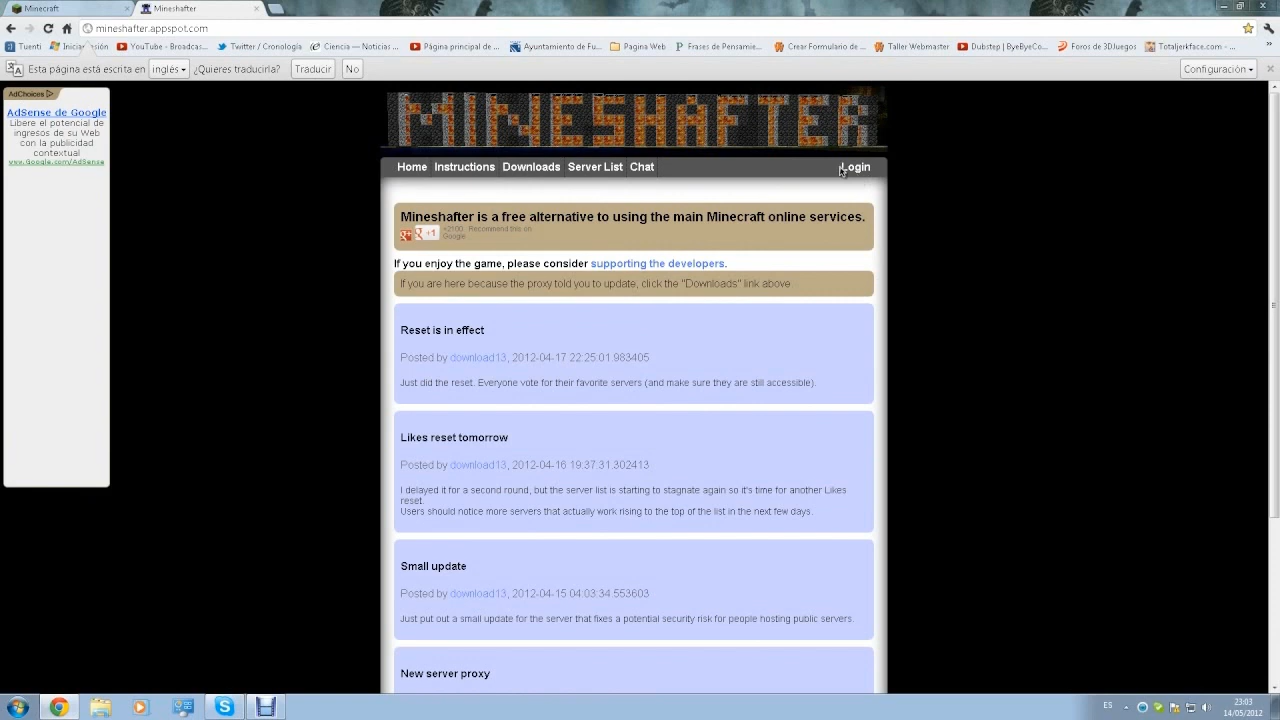 Minecraft
Mineshafter
mineshafter.appspot.com
Tuenti
YouTube - Broadcas...
Twitter / Cronología
Ciencia — Noticias ...
Página principal de ...
Ayuntamiento de Fu...
Pagina Web
Frases de Pensamie...
Crear Formulario de ...
Taller Webmaster
Dubstep | ByeByeCo...
Foros de 3DJuegos
Totaljerkface.com - ...
Esta página está escrita en
inglés
¿Quieres traducirla?
Traducir
No
Configuración
AdChoices
AdSense de Google
Libere el potencial de
ingresos de su Web
con la publicidad
contextual
www.Google.com/AdSense
MINESHAFTER
Home Instructions Downloads Server List Chat
Login
Mineshafter is a free alternative to using the main Minecraft online services.
+1
+2100 Recommend this on
Google
If you enjoy the game, please consider supporting the developers.
If you are here because the proxy told you to update, click the "Downloads" link above.
Reset is in effect
Posted by download13, 2012-04-17 22:25:01.983405
Just did the reset. Everyone vote for their favorite servers (and make sure they are still accessible).
Likes reset tomorrow
Posted by download13, 2012-04-16 19:37:31.302413
I delayed it for a second round, but the server list is starting to stagnate again so it's time for another Likes
reset.
Users should notice more servers that actually work rising to the top of the list in the next few days.
Small update
Posted by download13, 2012-04-15 04:03:34.553603
Just put out a small update for the server that fixes a potential security risk for people hosting public servers.
New server proxy
ES
23:03
14/05/2012